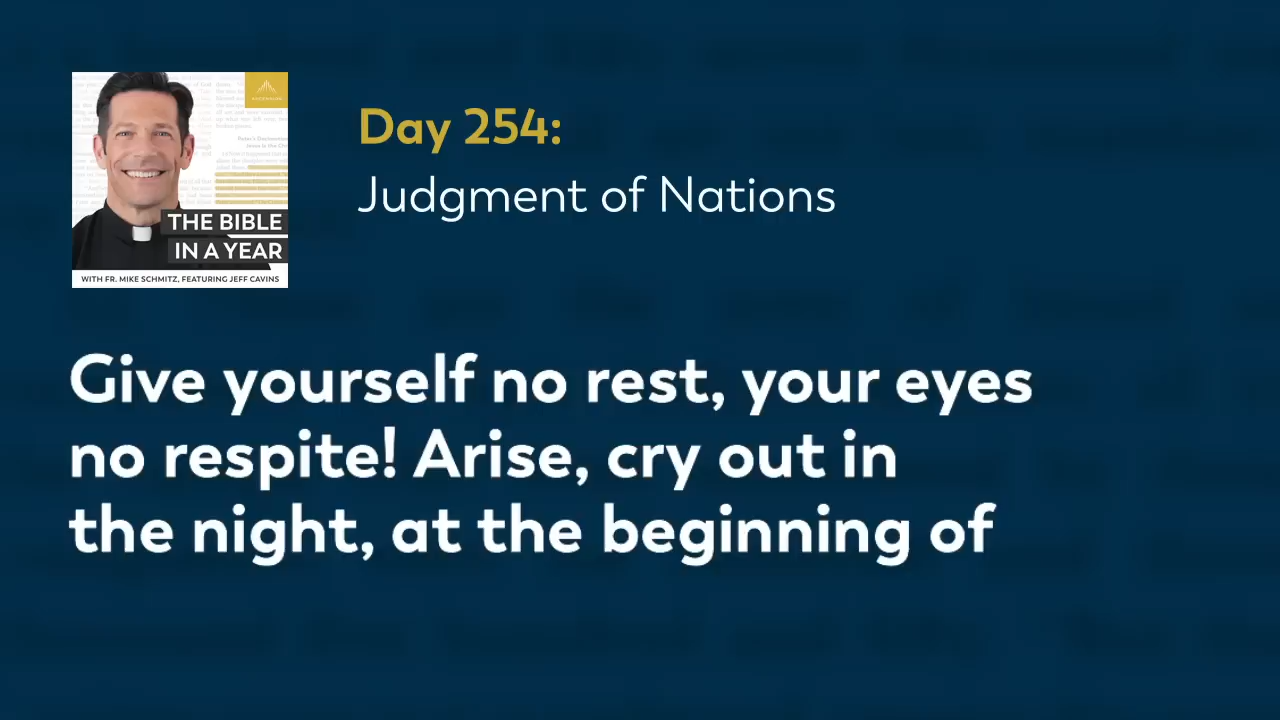 Day 254:
Judgment of Nations
THE BIBLE
IN A YEAR
WITH FR. MIKE SCHMITZ, FEATURING JEFF CAVINS
Give yourself no rest, your eyes
no respite! Arise, cry out in
the night, at the beginning of